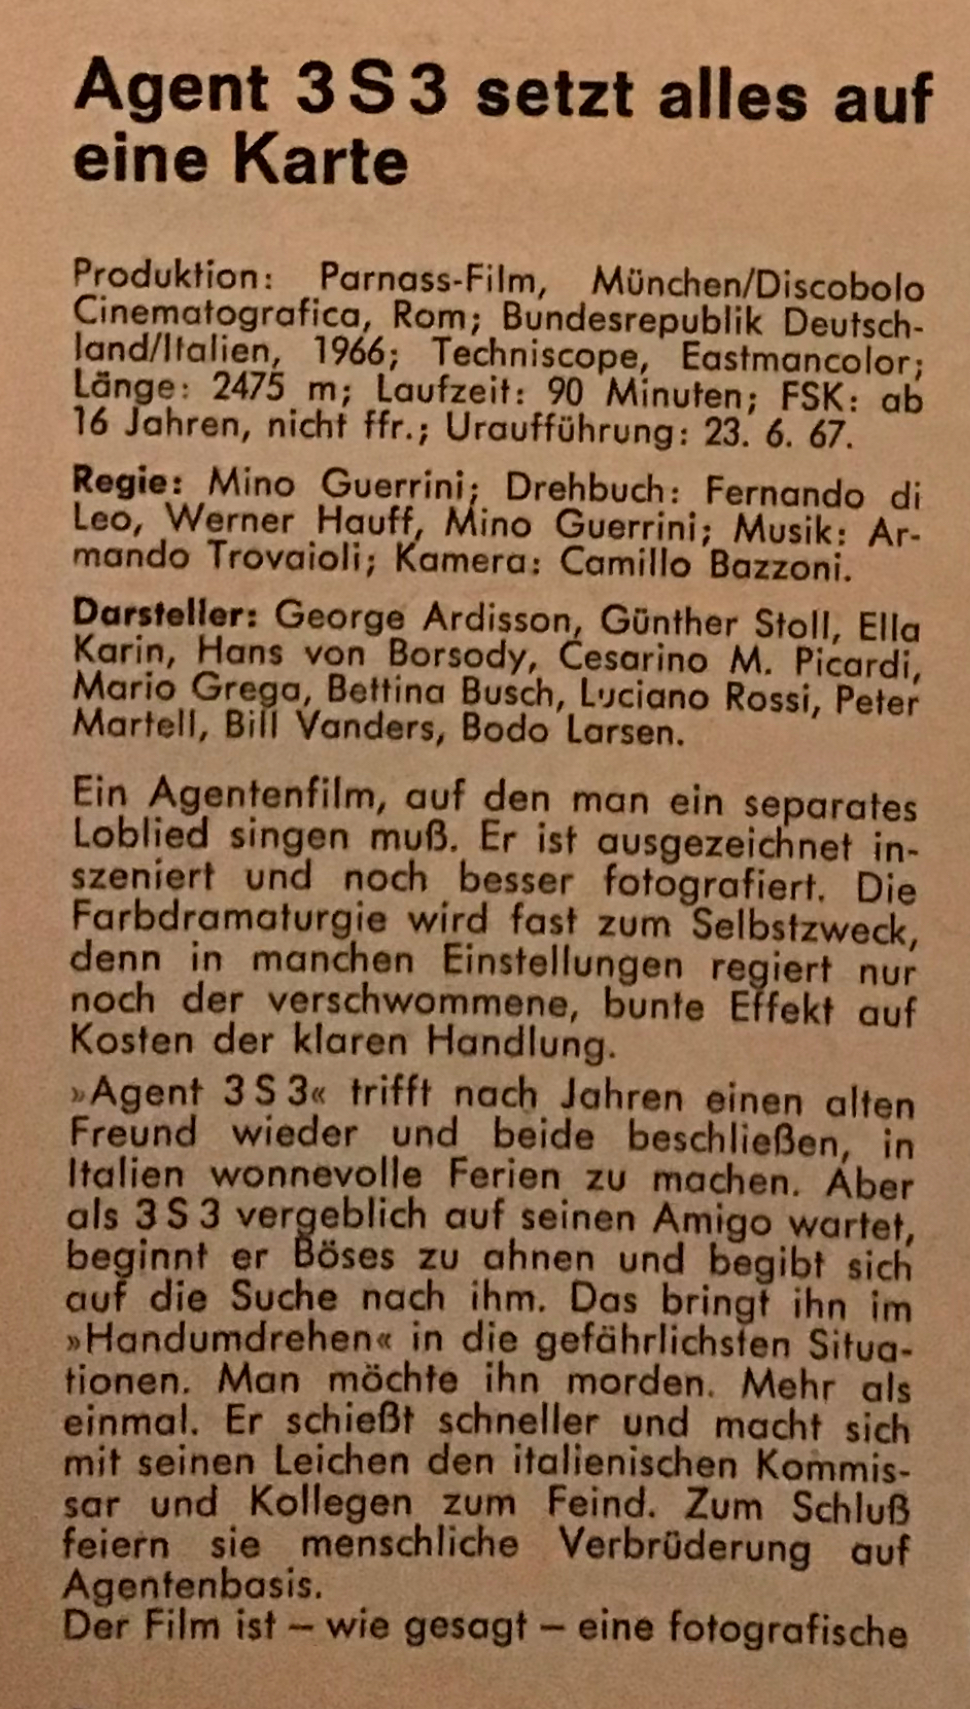 Agent 3 S 3 setzt alles auf
eine Karte
Produktion: Parnass-Film, München/Discobolo
Cinematografica, Rom; Bundesrepublik Deutsch-
land/Italien, 1966; Techniscope, Eastmancolor;
Länge: 2475 m; Laufzeit: 90 Minuten; FSK: ab
16 Jahren, nicht ffr.; Uraufführung: 23. 6. 67.
Regie: Mino Guerrini; Drehbuch: Fernando di
Leo, Werner Hauff, Mino Guerrini; Musik: Ar-
mando Trovaioli; Kamera: Camillo Bazzoni.
Darsteller: George Ardisson, Günther Stoll, Ella
Karin, Hans von Borsody, Cesarino M. Picardi,
Mario Grega, Bettina Busch, Luciano Rossi, Peter
Martell, Bill Vanders, Bodo Larsen.
Ein Agentenfilm, auf den man ein separates
Loblied singen muß. Er ist ausgezeichnet in-
szeniert und noch besser fotografiert. Die
Farbdramaturgie wird fast zum Selbstzweck,
denn in manchen Einstellungen regiert nur
noch der verschwommene, bunte Effekt auf
Kosten der klaren Handlung.
»Agent 3 S 3« trifft nach Jahren einen alten
Freund wieder und beide beschließen, in
Italien wonnevolle Ferien zu machen. Aber
als 3 S 3 vergeblich auf seinen Amigo wartet,
beginnt er Böses zu ahnen und begibt sich
auf die Suche nach ihm. Das bringt ihn im
»Handumdrehen« in die gefährlichsten Situa-
tionen. Man möchte ihn morden. Mehr als
einmal. Er schießt schneller und macht sich
mit seinen Leichen den italienischen Kommis-
sar und Kollegen zum Feind. Zum Schluß
feiern sie menschliche Verbrüderung auf
Agentenbasis.
Der Film ist – wie gesagt – eine fotografische